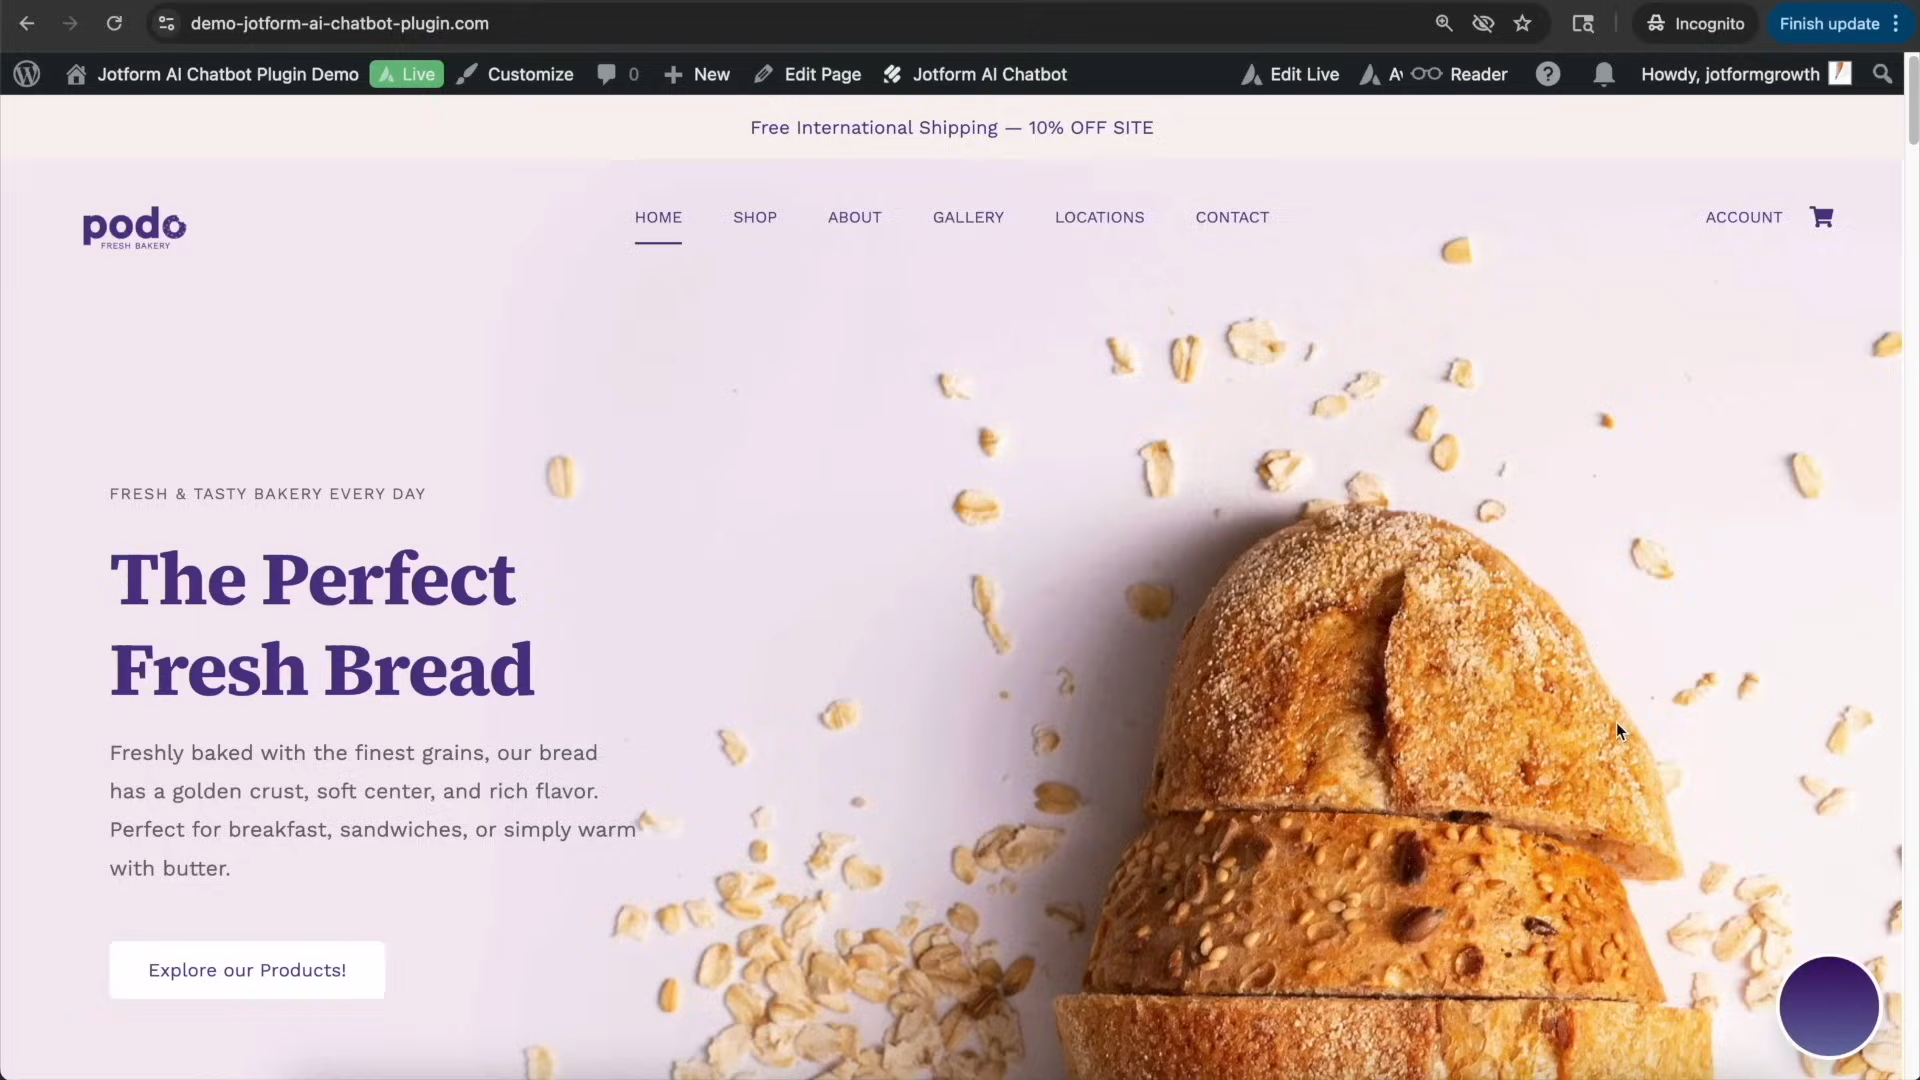 demo-jotform-ai-chatbot-plugin.com
Incognito
Finish update
Jotform AI Chatbot Plugin Demo
Live
Customize
0
New
Edit Page
Jotform AI Chatbot
Edit Live
Reader
Howdy, jotformgrowth
Free International Shipping — 10% OFF SITE
podo
FRESH BAKERY
HOME
SHOP
ABOUT
GALLERY
LOCATIONS
CONTACT
ACCOUNT
FRESH & TASTY BAKERY EVERY DAY
The Perfect
Fresh Bread
Freshly baked with the finest grains, our bread
has a golden crust, soft center, and rich flavor.
Perfect for breakfast, sandwiches, or simply warm
with butter.
Explore our Products!